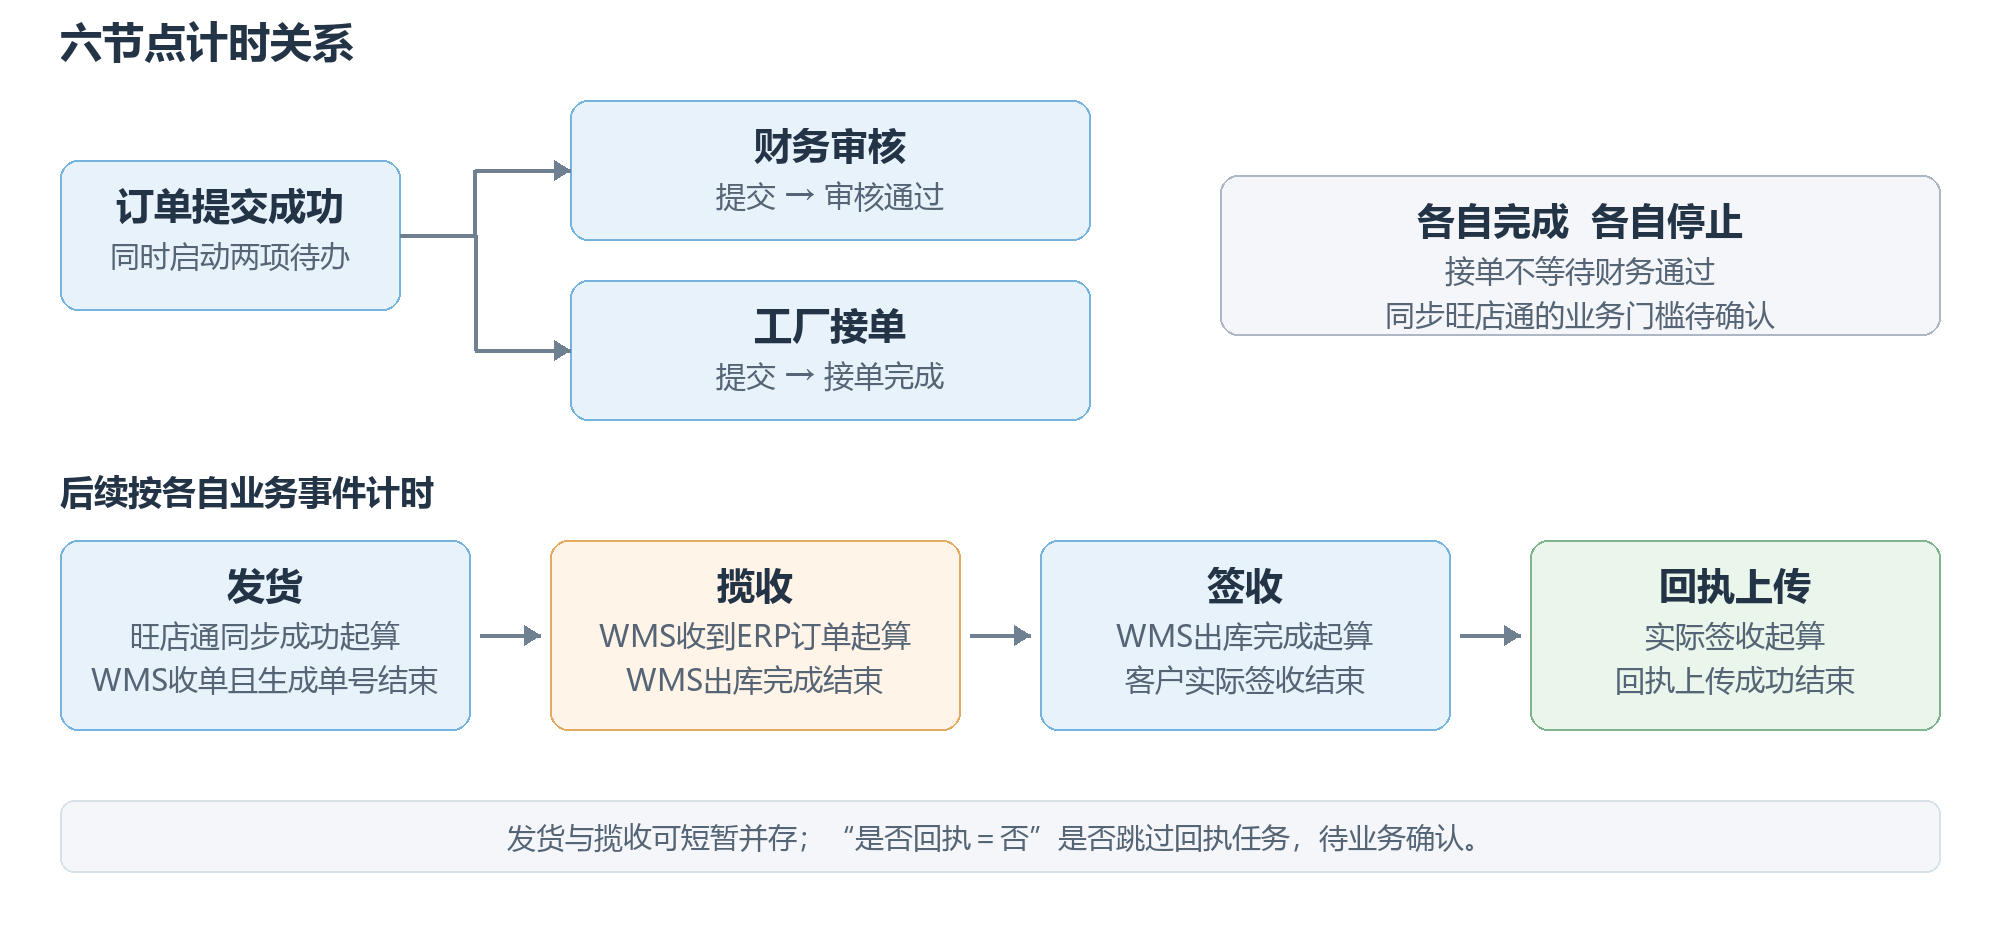 六节点计时关系
订单提交成功
同时启动两项待办
财务审核
提交 → 审核通过
工厂接单
提交 → 接单完成
各自完成 各自停止
接单不等待财务通过
同步旺店通的业务门槛待确认
后续按各自业务事件计时
发货
旺店通同步成功起算
WMS收单且生成单号结束
揽收
WMS收到ERP订单起算
WMS出库完成结束
签收
WMS出库完成起算
客户实际签收结束
回执上传
实际签收起算
回执上传成功结束
发货与揽收可短暂并存；“是否回执＝否”是否跳过回执任务，待业务确认。